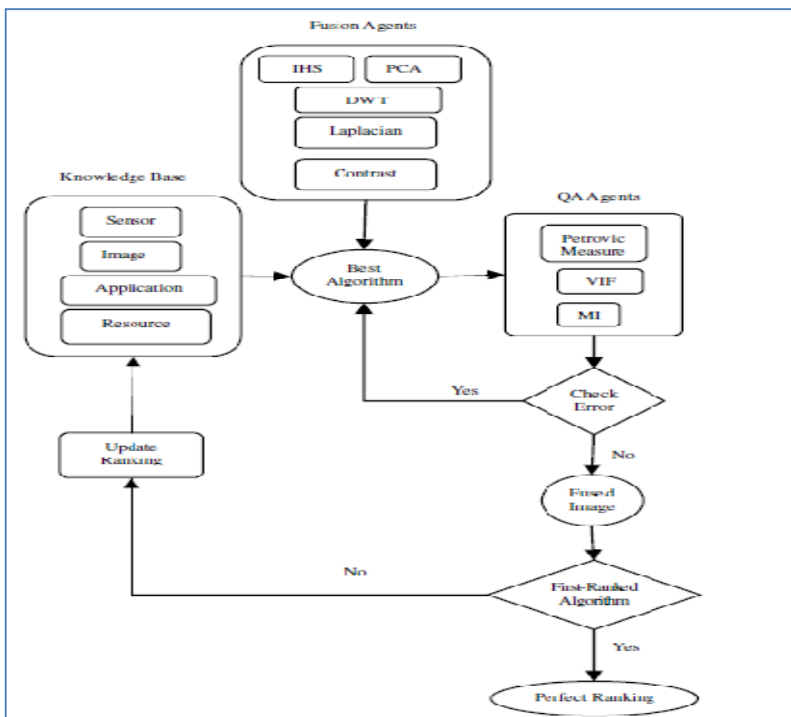 Fusion Agents
IHS
PCA
DWT
Laplacian
Contrast
Knowledge Base
Sensor
Image
Application
Resource
Best
Algorithm
QA Agents
Petrovic
Measure
VIF
MI
Yes
Check
Error
No
Update
Ranking
Fused
Image
No
First-Ranked
Algorithm
Yes
Perfect Ranking